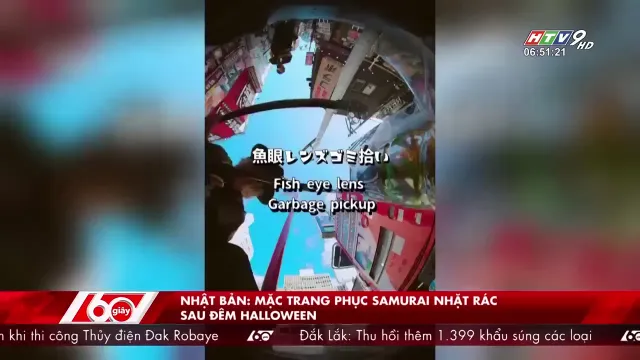 HTV9 HD
06:51:21
魚眼レンズゴミ拾い
Fish eye lens
Garbage pickup
60 giây
NHẬT BẢN: MẶC TRANG PHỤC SAMURAI NHẶT RÁC
SAU ĐÊM HALLOWEEN
n khi thi công Thủy điện Đak Robaye
Đắk Lắk: Thu hồi thêm 1.399 khẩu súng các loại